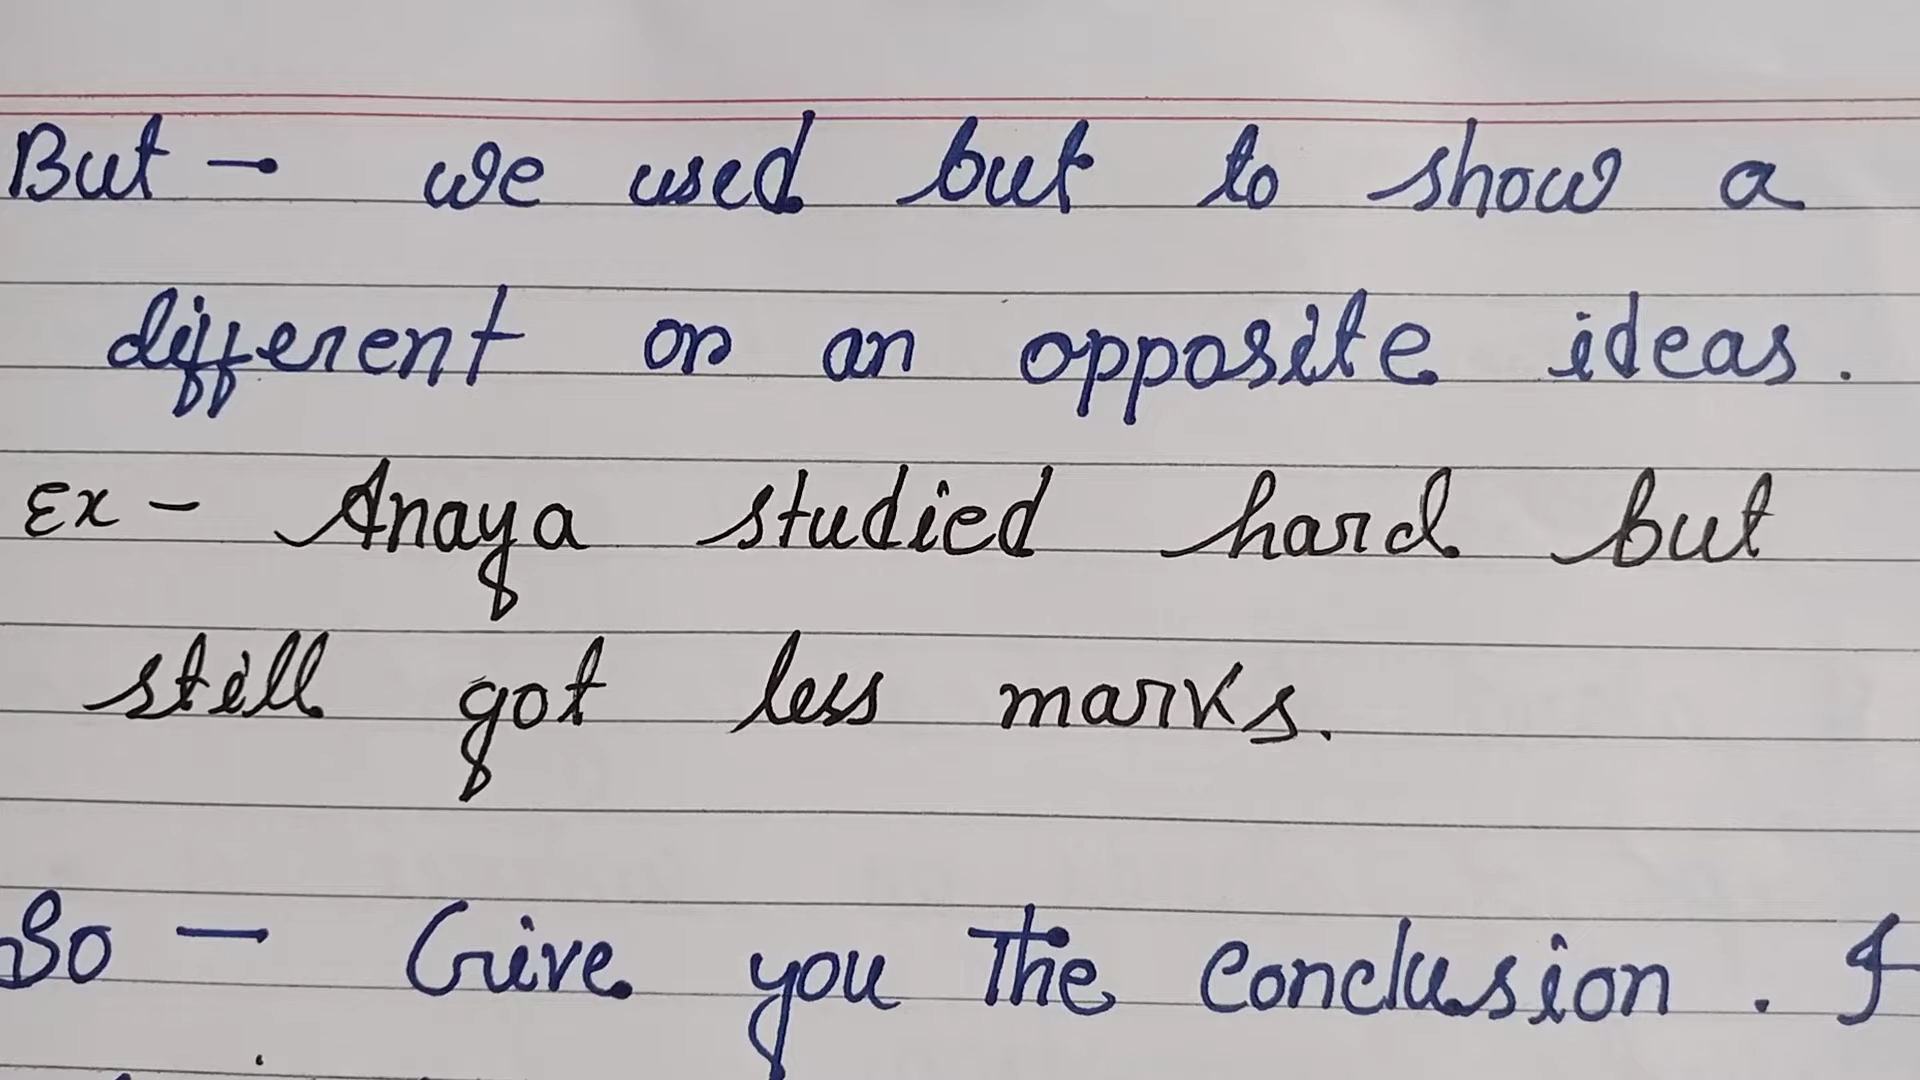 But - we used but to show a
different or an opposite ideas.
Ex - Anaya studied hard but
still got less marks.
So - Give you the conclusion. I